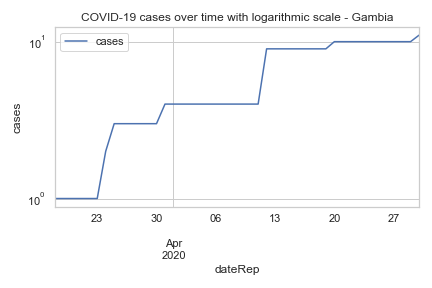 COVID-19 cases over time with logarithmic scale - Gambia
10¹
cases
cases
10⁰
23 30 06 13 20 27
Apr
2020
dateRep